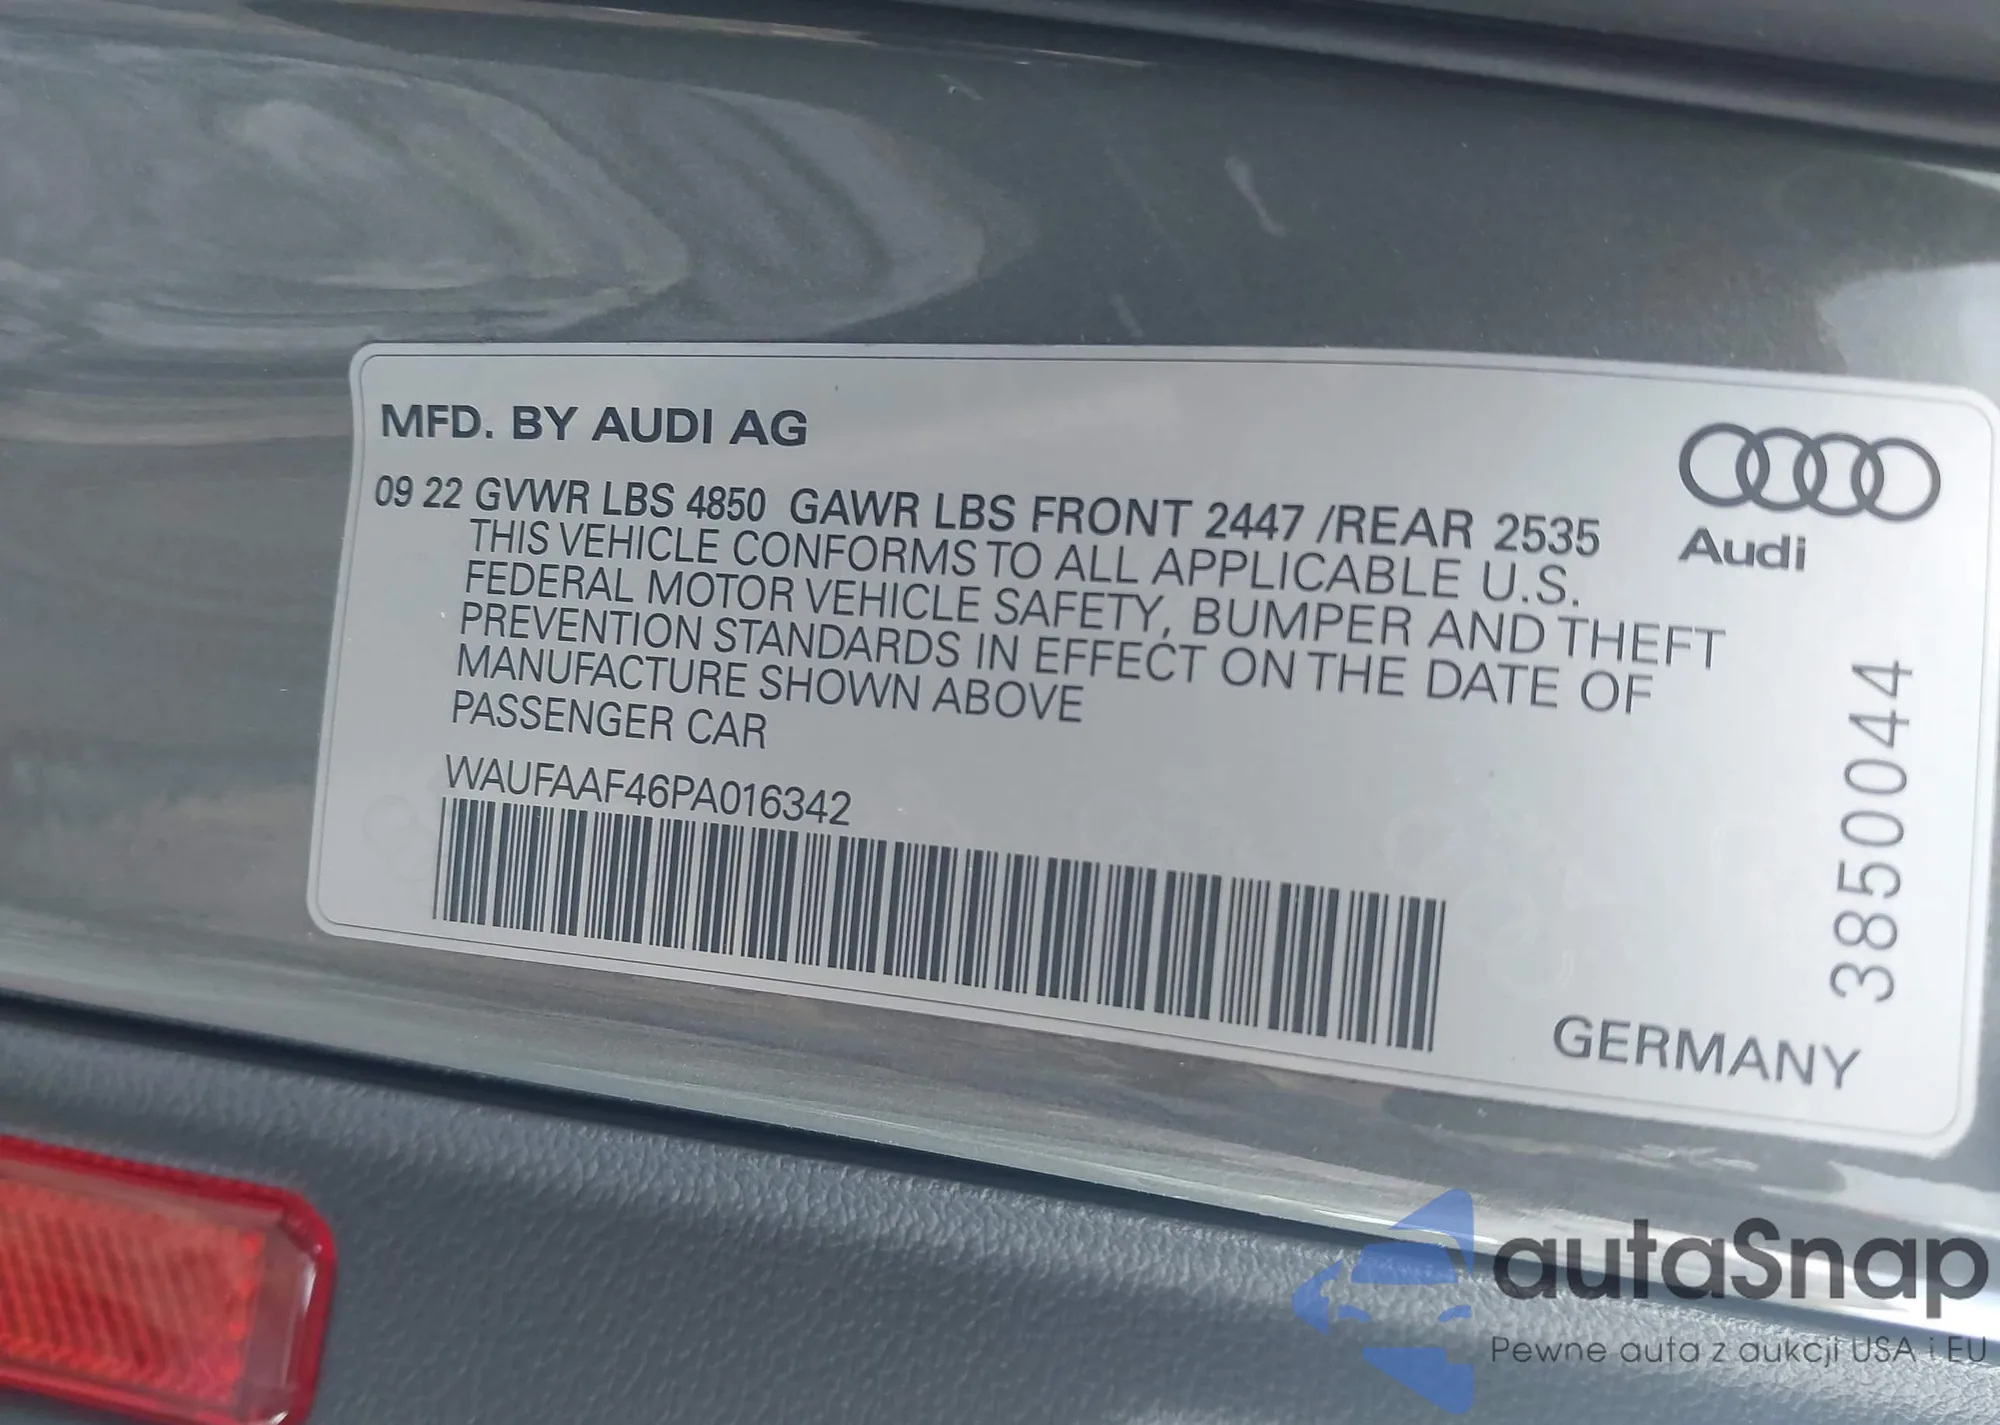 MFD. BY AUDI AG
09 22 GVWR LBS 4850 GAWR LBS FRONT 2447 /REAR 2535
THIS VEHICLE CONFORMS TO ALL APPLICABLE U.S.
FEDERAL MOTOR VEHICLE SAFETY, BUMPER AND THEFT
PREVENTION STANDARDS IN EFFECT ON THE DATE OF
MANUFACTURE SHOWN ABOVE
PASSENGER CAR
WAUFAAF46PA016342
Audi
3850044
GERMANY
autaSnap
Pewne auta z aukcji USA i EU